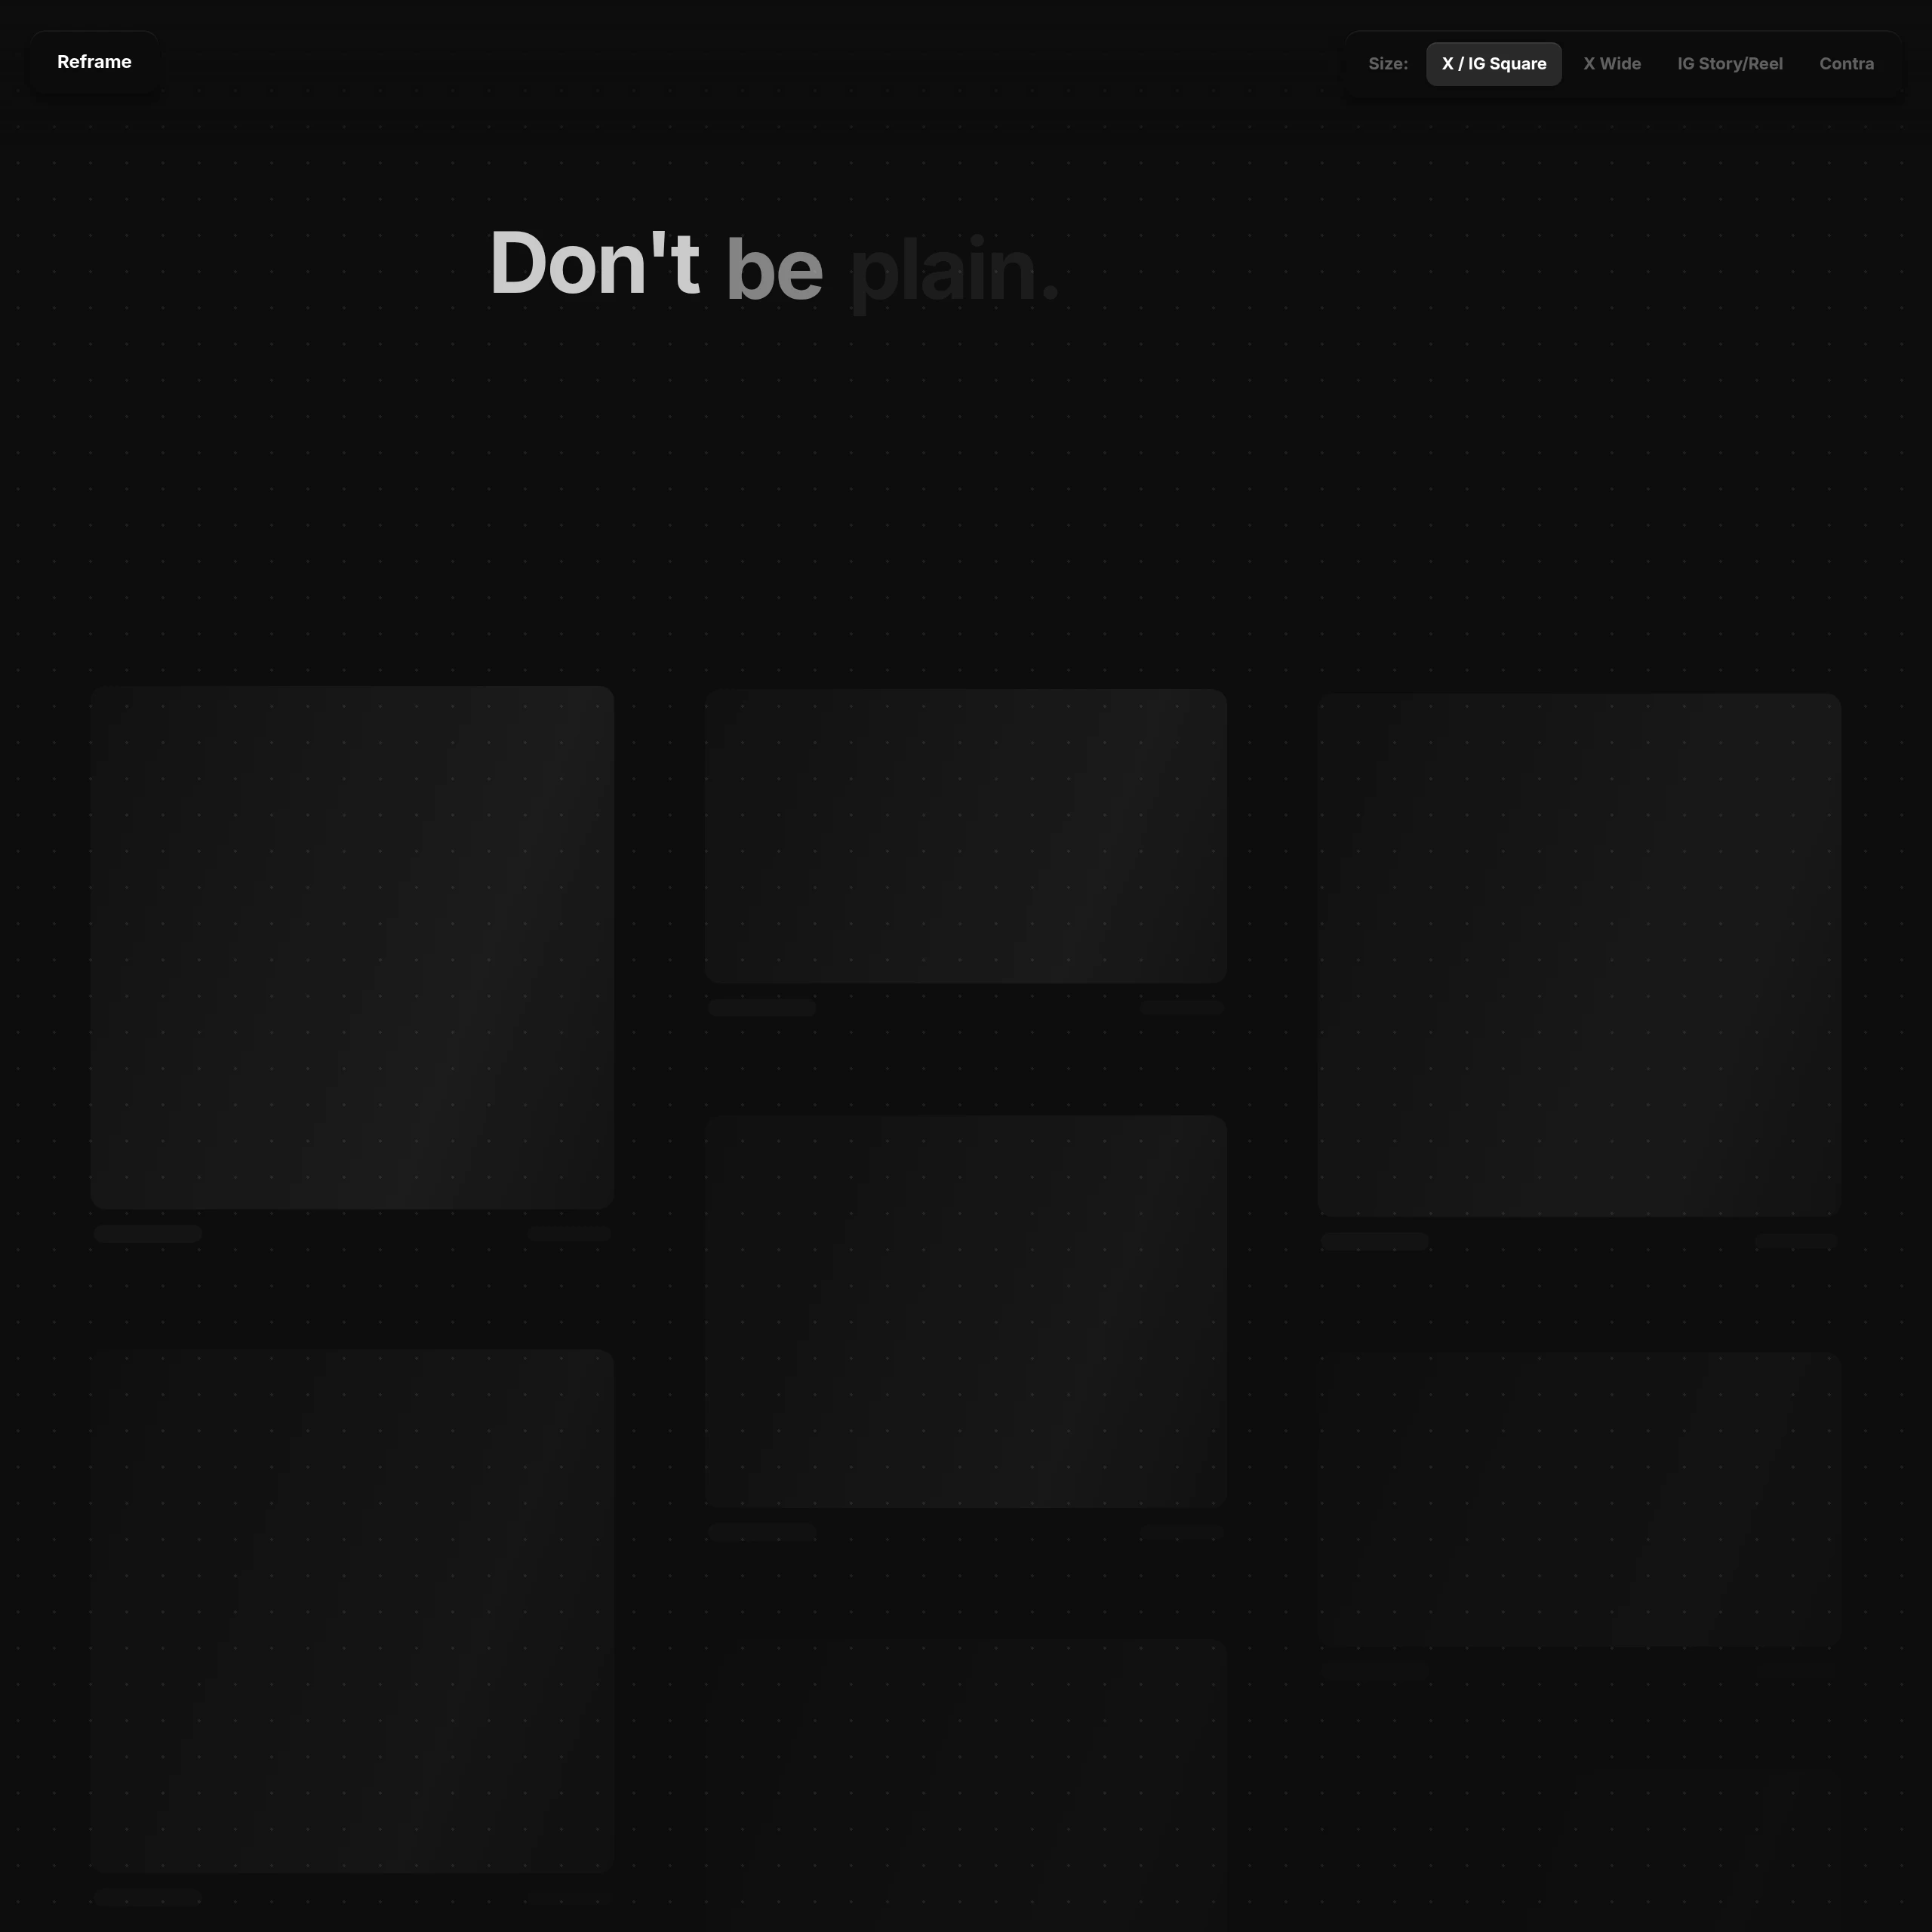 Reframe
Size: X / IG Square X Wide IG Story/Reel Contra
Don't be plain.